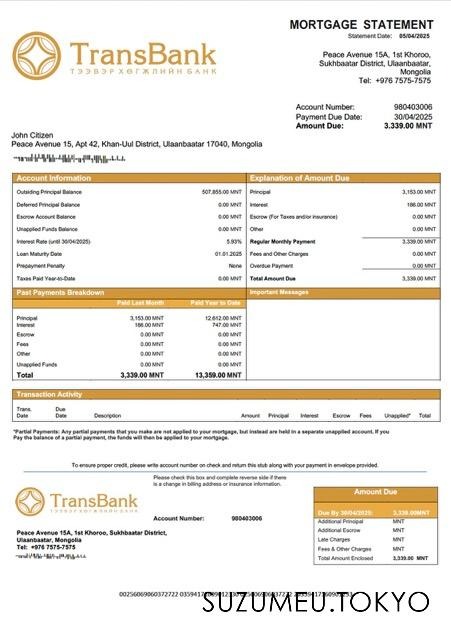 MORTGAGE STATEMENT
Statement Date: 05/04/2025
TransBank
ТЭЭВЭР ХӨГЖЛИЙН БАНК
Peace Avenue 15A, 1st Khoroo,
Sukhbaatar District, Ulaanbaatar,
Mongolia
Tel: +976 7575-7575
Account Number: 980403006
Payment Due Date: 30/04/2025
Amount Due: 3,339.00 MNT
John Citizen
Peace Avenue 15, Apt 42, Khan-Uul District, Ulaanbaatar 17040, Mongolia
Account Information
Outsiding Principal Balance 507,855.00 MNT
Deferred Principal Balance 0.00 MNT
Escrow Account Balance 0.00 MNT
Unapplied Funds Balance 0.00 MNT
Interest Rate (until 30/04/2025) 5.93%
Loan Maturity Date 01.01.2025
Prepayment Penalty None
Taxes Paid Year-to-Date 0.00 MNT
Explanation of Amount Due
Principal 3,153.00 MNT
Interest 186.00 MNT
Escrow (For Taxes and/or insurance) 0.00 MNT
Other 0.00 MNT
Regular Monthly Payment 3,339.00 MNT
Fees and Other Charges 0.00 MNT
Overdue Payment 0.00 MNT
Total Amount Due 3,339.00 MNT
Past Payments Breakdown
Paid Last Month Paid Year to Date
Principal 3,153.00 MNT 12,612.00 MNT
Interest 186.00 MNT 747.00 MNT
Escrow 0.00 MNT 0.00 MNT
Fees 0.00 MNT 0.00 MNT
Other 0.00 MNT 0.00 MNT
Unapplied Funds 0.00 MNT 0.00 MNT
Total 3,339.00 MNT 13,359.00 MNT
Important Messages
Transaction Activity
Trans. Date Due Date Description Amount Principal Interest Escrow Fees Unapplied* Total
*Partial Payments: Any partial payments that you make are not applied to your mortgage, but instead are held in a separate unapplied account. If you
Pay the balance of a partial payment, the funds will then be applied to your mortgage.
To ensure proper credit, please write account number on check and return this stub along with your payment in envelope provided.
Please check this box and complete reverse side if there
is a change in billing address or insurance information.
TransBank
ТЭЭВЭР ХӨГЖЛИЙН БАНК
Account Number: 980403006
Peace Avenue 15A, 1st Khoroo, Sukhbaatar District,
Ulaanbaatar, Mongolia
Tel: +976 7575-7575
Amount Due
Due By 30/04/2025: 3,339.00MNT
Additional Principal MNT
Additional Escrow MNT
Late Charges MNT
Fees & Other Charges MNT
Total Amount Enclosed 3,339.00 MNT
SUZUMEU.TOKYO